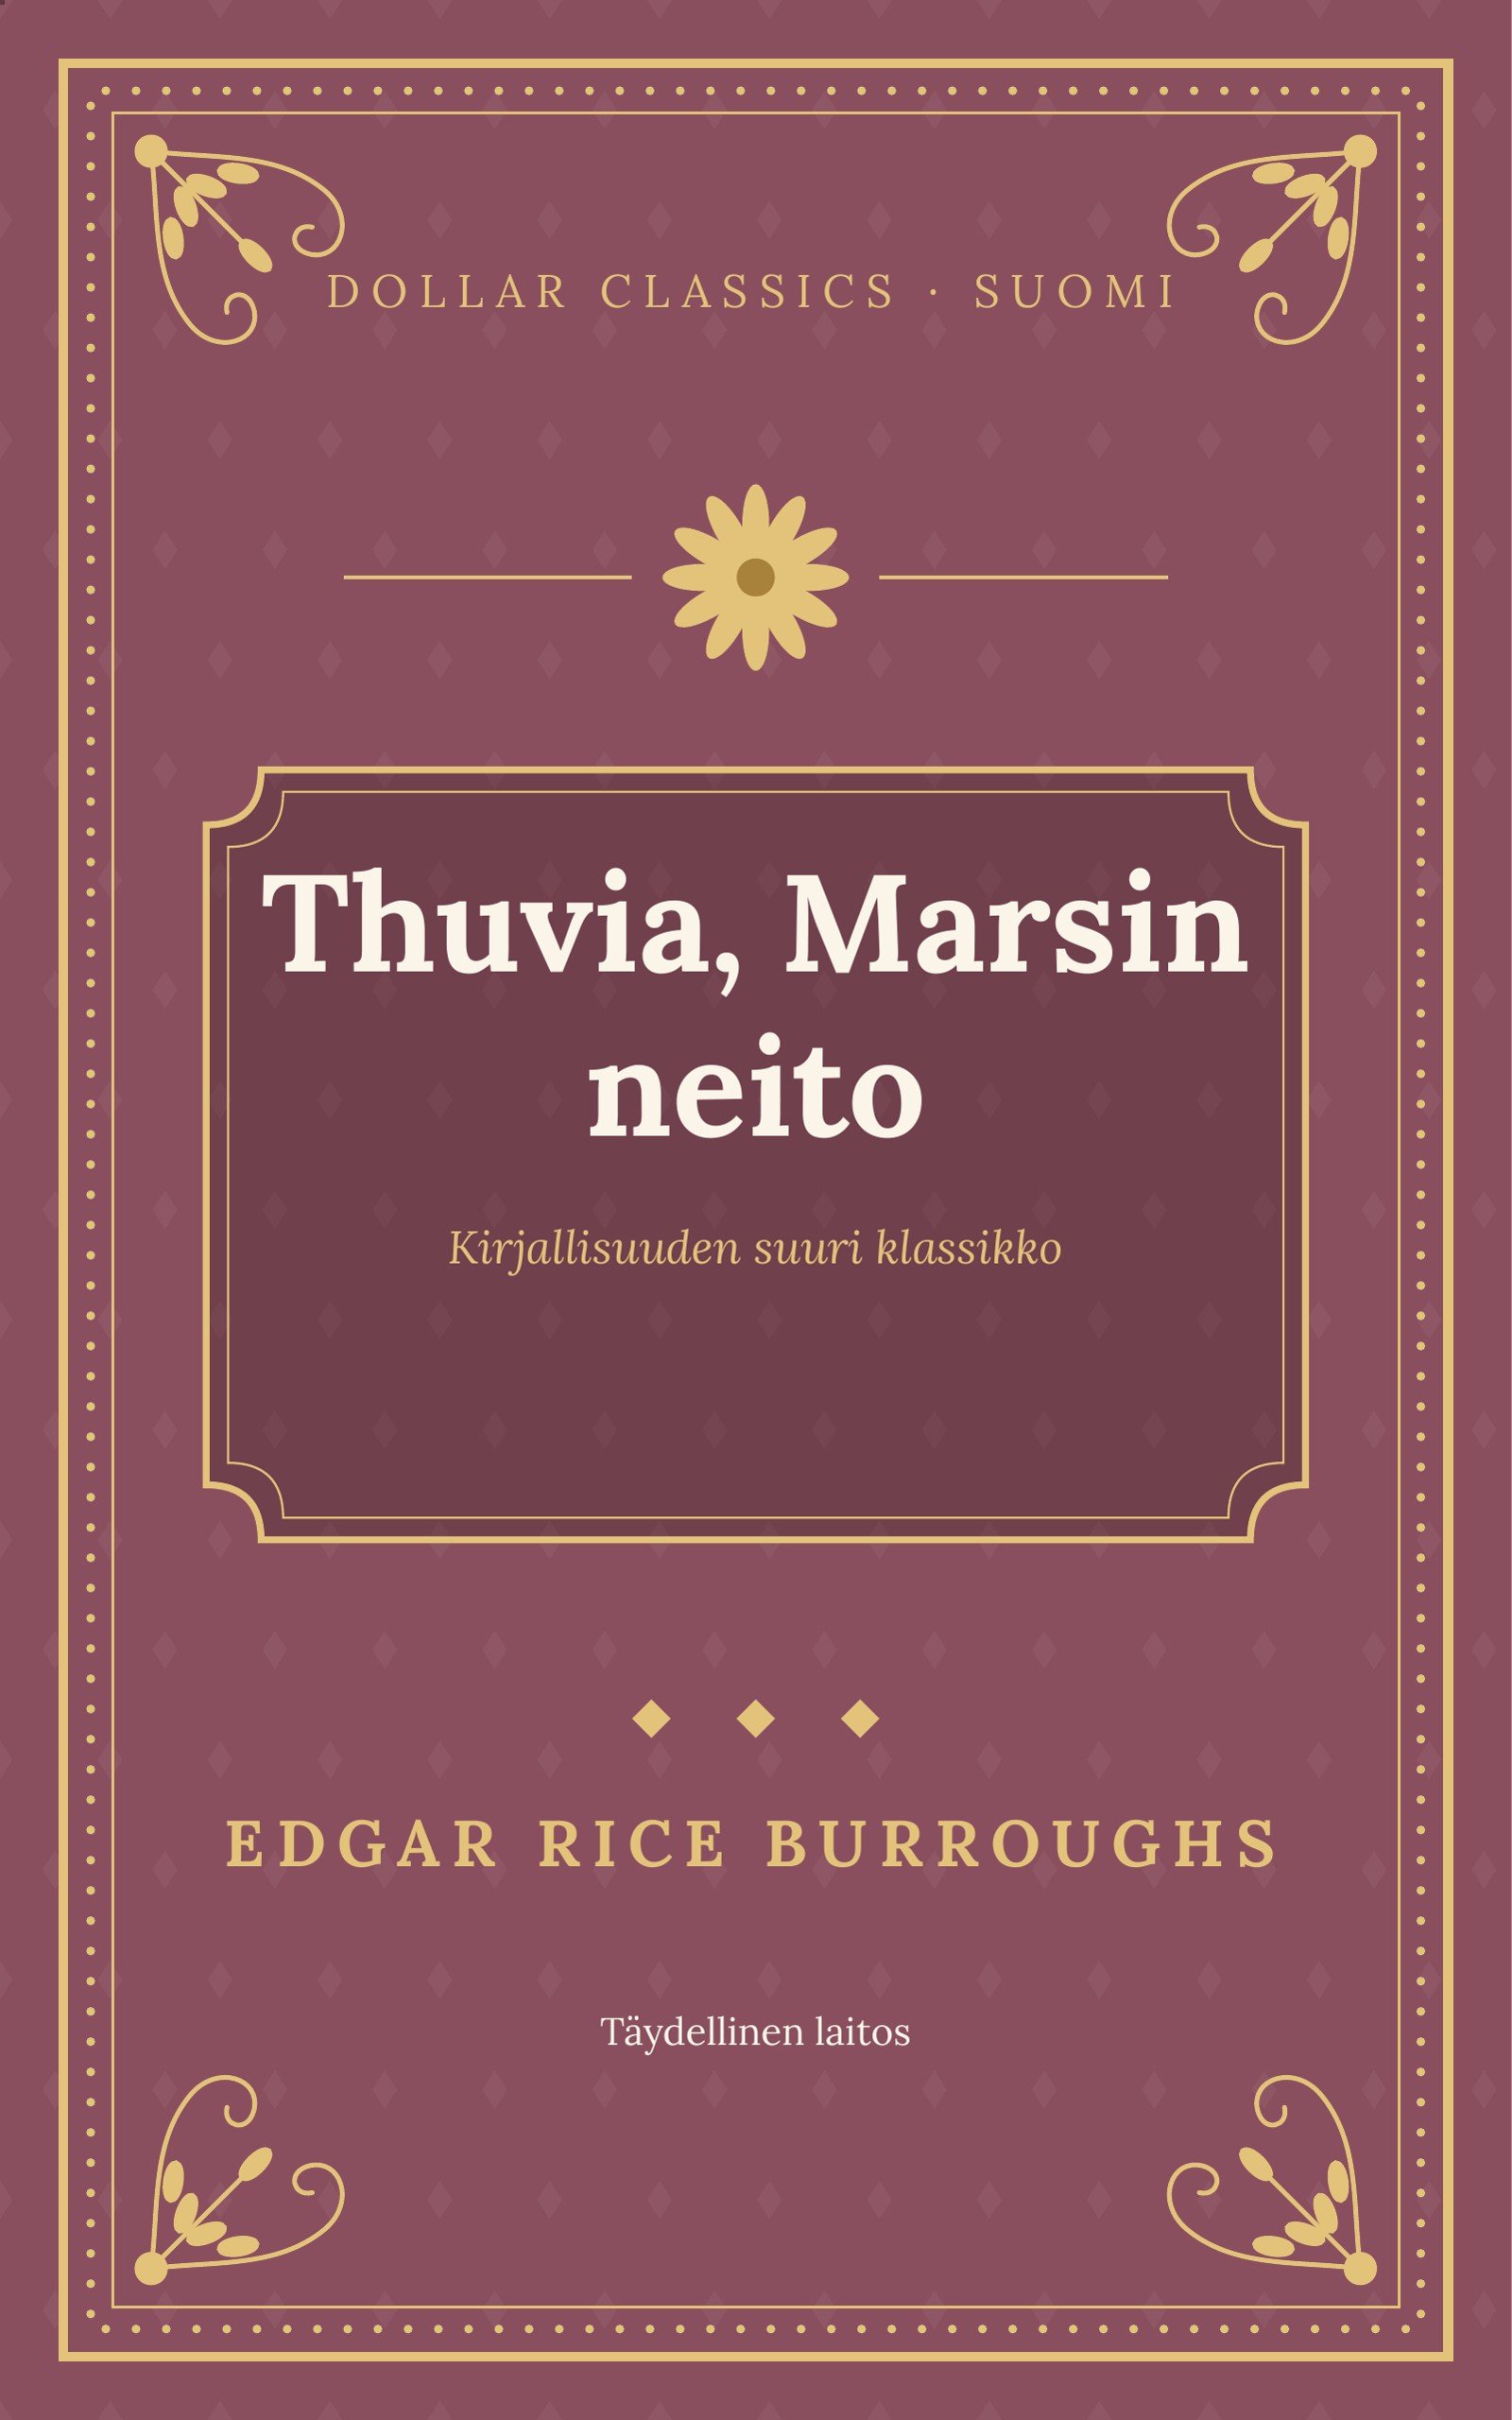 DOLLAR CLASSICS · SUOMI
Thuvia, Marsin
neito
Kirjallisuuden suuri klassikko
EDGAR RICE BURROUGHS
Täydellinen laitos